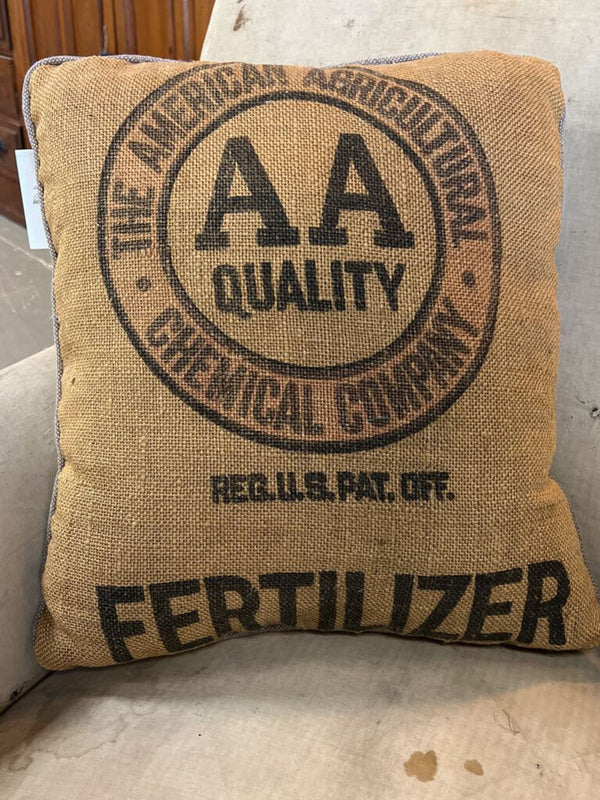 THE AMERICAN AGRICULTURAL
AA
QUALITY
CHEMICAL COMPANY
REG.U.S.PAT. OFF.
FERTILIZER